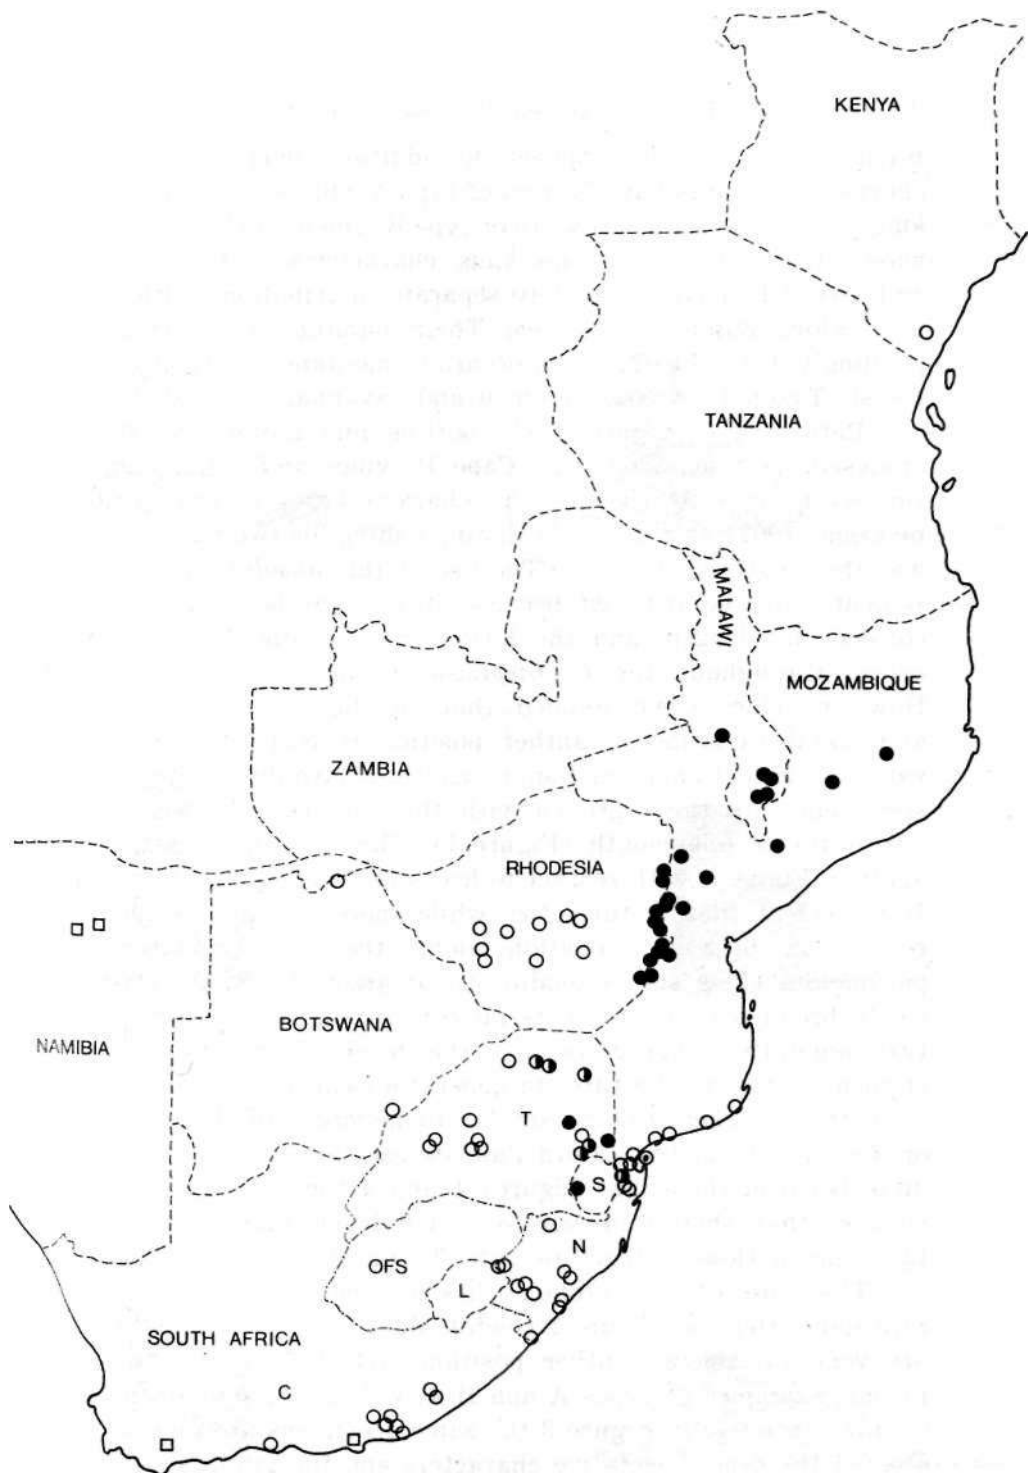 KENYA
TANZANIA
MALAWI
MOZAMBIQUE
ZAMBIA
RHODESIA
BOTSWANA
NAMIBIA
T
S
N
OFS
L
SOUTH AFRICA
C